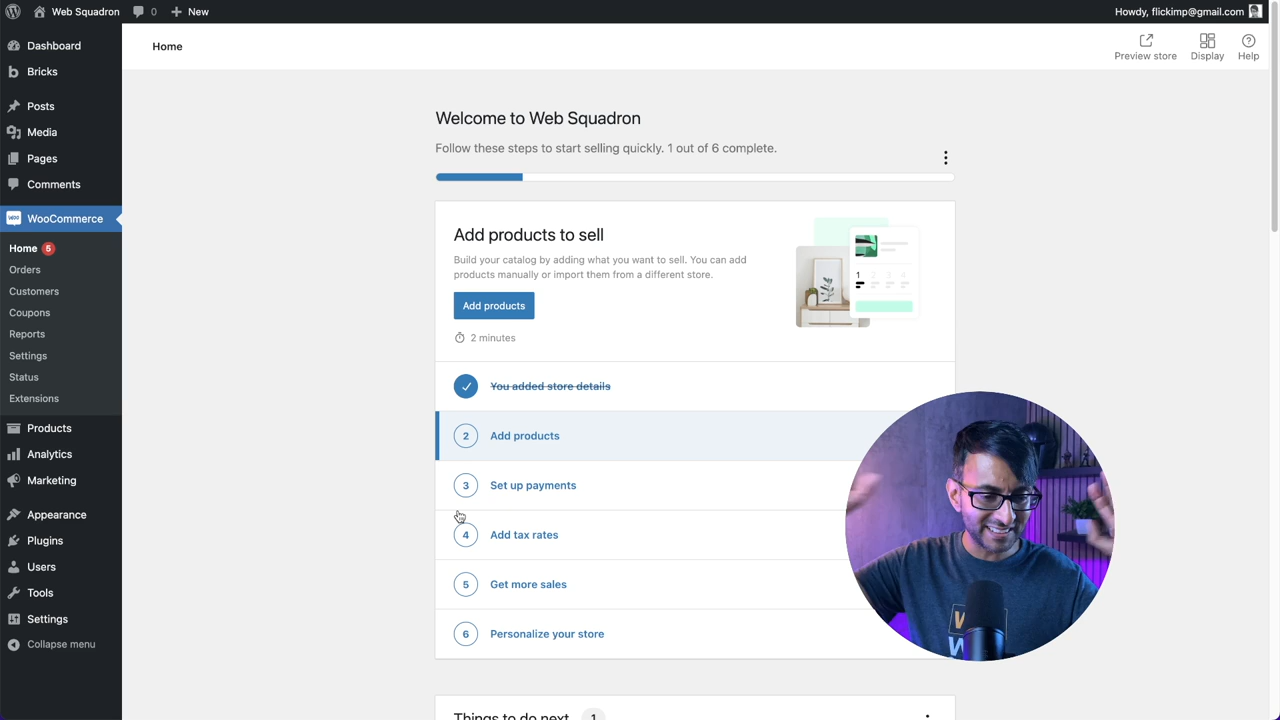 Web Squadron
0
New
Howdy, flickimp@gmail.com
Dashboard
Bricks
Posts
Media
Pages
Comments
WooCommerce
Home 5
Orders
Customers
Coupons
Reports
Settings
Status
Extensions
Products
Analytics
Marketing
Appearance
Plugins
Users
Tools
Settings
Collapse menu
Home
Preview store
Display
Help
Welcome to Web Squadron
Follow these steps to start selling quickly. 1 out of 6 complete.
Add products to sell
Build your catalog by adding what you want to sell. You can add
products manually or import them from a different store.
Add products
2 minutes
1 2 3 4
You added store details
2 Add products
3 Set up payments
4 Add tax rates
5 Get more sales
6 Personalize your store
Things to do next 1